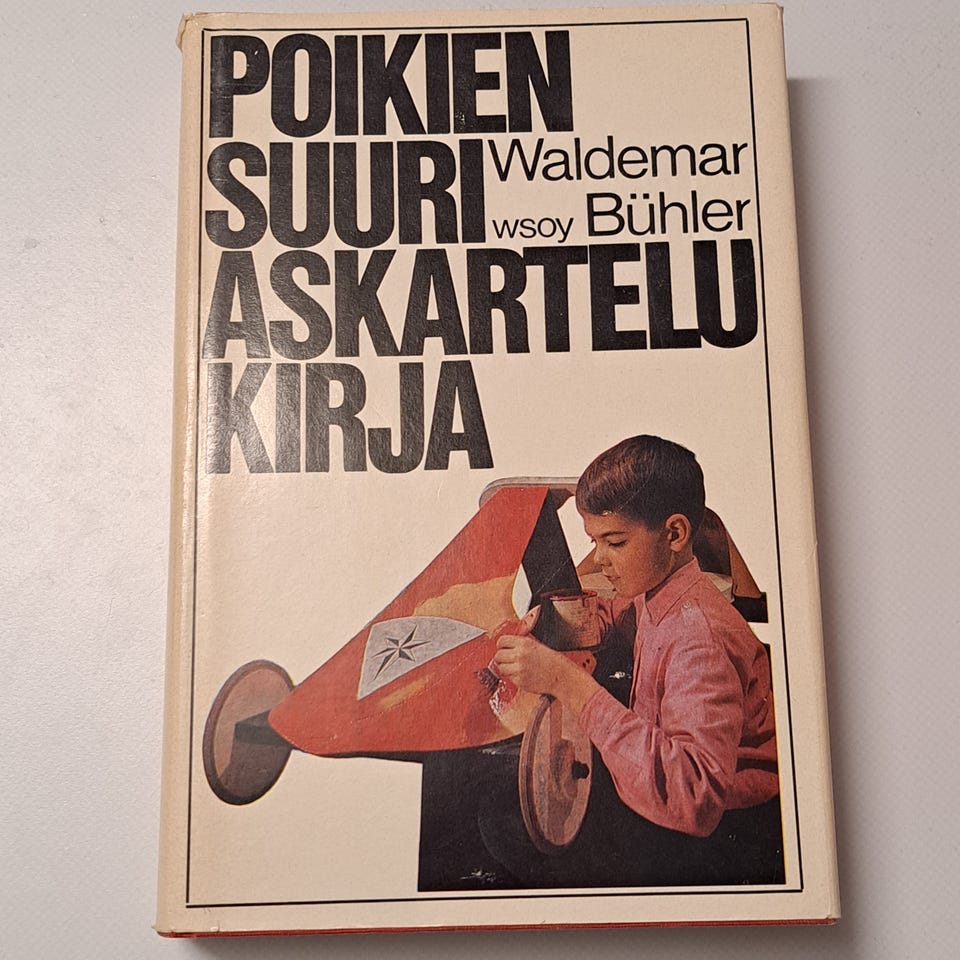 POIKIEN
SUURI
ASKARTELU
KIRJA
Waldemar
wsoy Bühler